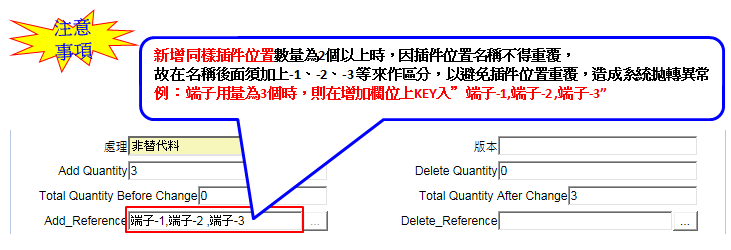 注意
事項
新增同樣插件位置數量為2個以上時，因插件位置名稱不得重覆，
故在名稱後面須加上-1、-2、-3等來作區分，以避免插件位置重覆，造成系統拋轉異常
例：端子用量為3個時，則在增加欄位上KEY入”端子-1,端子-2,端子-3”
處理 非替代料 版本
Add Quantity 3 Delete Quantity 0
Total Quantity Before Change 0 Total Quantity After Change 3
Add_Reference 端子-1,端子-2 ,端子-3 ... Delete_Reference ...